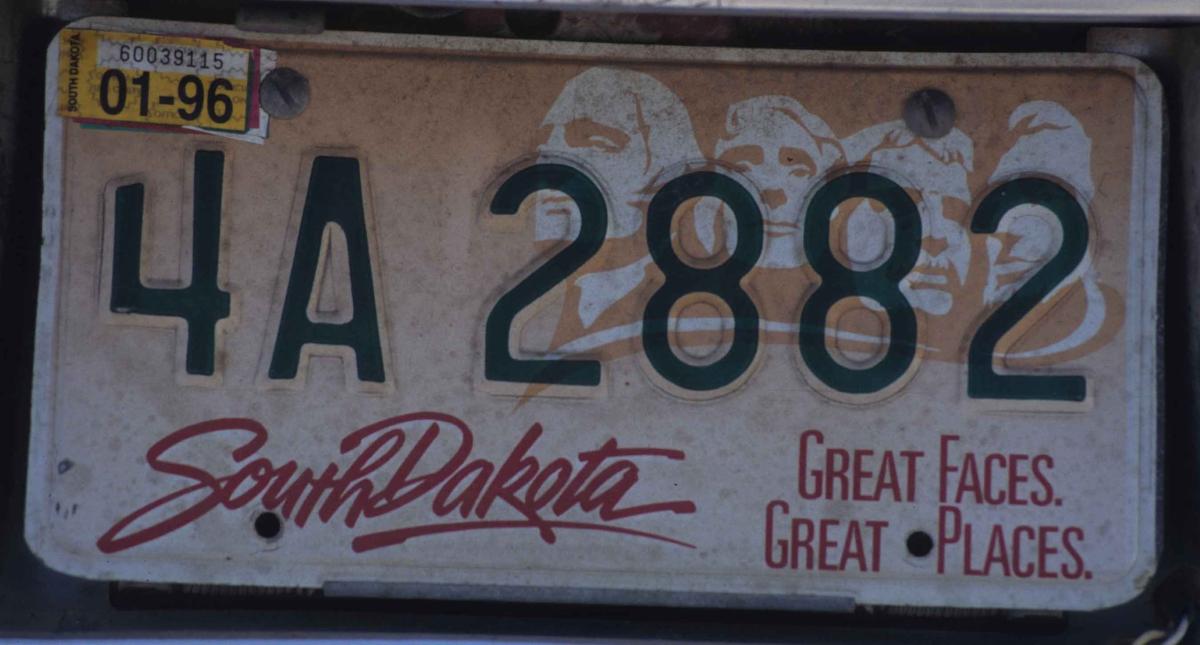 SOUTH DAKOTA
60039115
01-96
4A 2882
South Dakota
GREAT FACES.
GREAT PLACES.